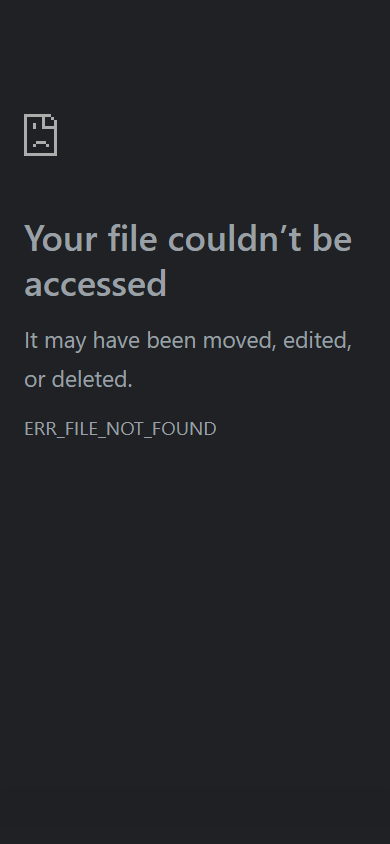 Your file couldn’t be
accessed
It may have been moved, edited,
or deleted.
ERR_FILE_NOT_FOUND